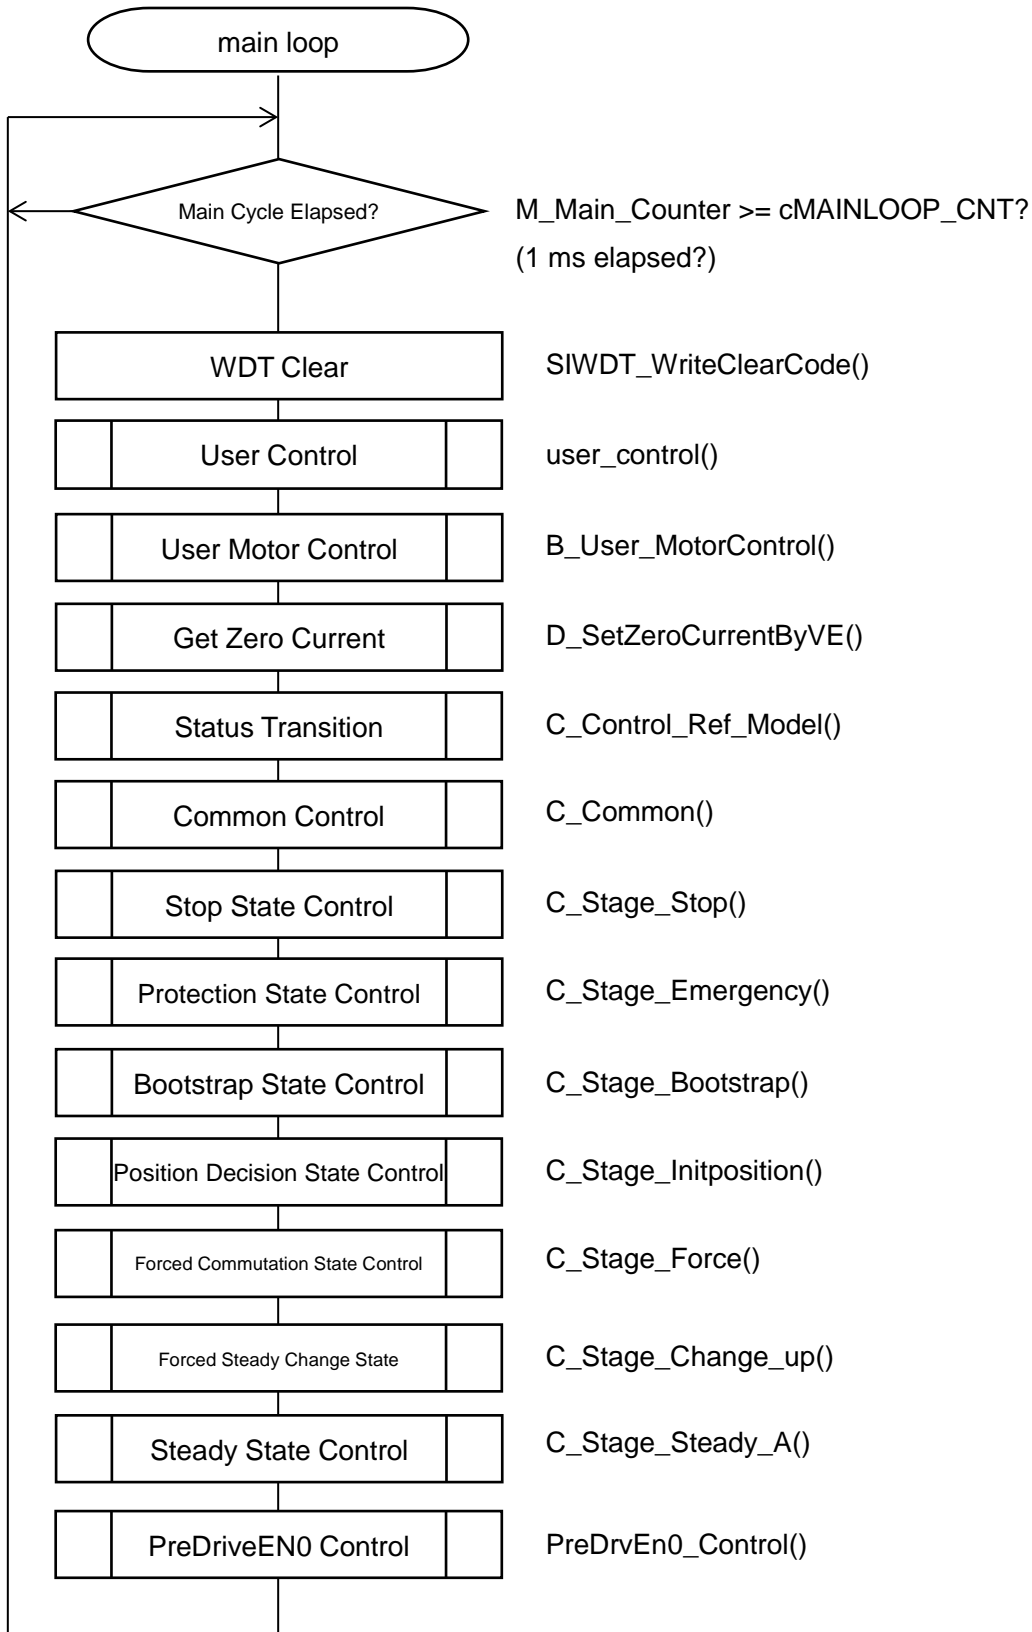 main loop
Main Cycle Elapsed?
M_Main_Counter >= cMAINLOOP_CNT?
(1 ms elapsed?)
WDT Clear
SIWDT_WriteClearCode()
User Control
user_control()
User Motor Control
B_User_MotorControl()
Get Zero Current
D_SetZeroCurrentByVE()
Status Transition
C_Control_Ref_Model()
Common Control
C_Common()
Stop State Control
C_Stage_Stop()
Protection State Control
C_Stage_Emergency()
Bootstrap State Control
C_Stage_Bootstrap()
Position Decision State Control
C_Stage_Initposition()
Forced Commutation State Control
C_Stage_Force()
Forced Steady Change State
C_Stage_Change_up()
Steady State Control
C_Stage_Steady_A()
PreDriveEN0 Control
PreDrvEn0_Control()